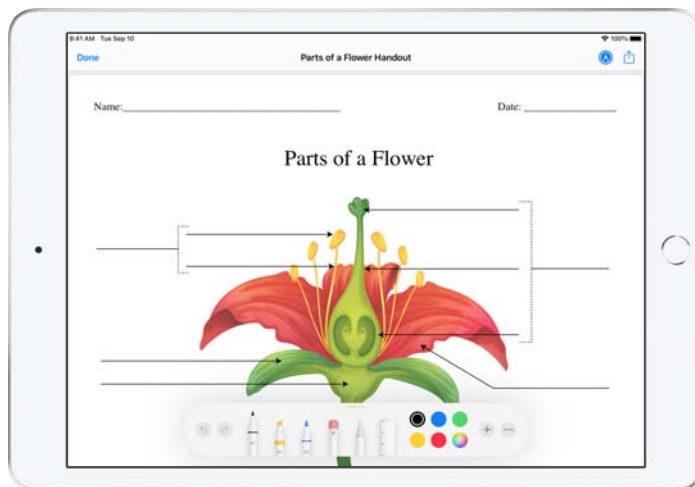 9:41 AM Tue Sep 10
100%
Done
Parts of a Flower Handout
Name:
Date:
Parts of a Flower